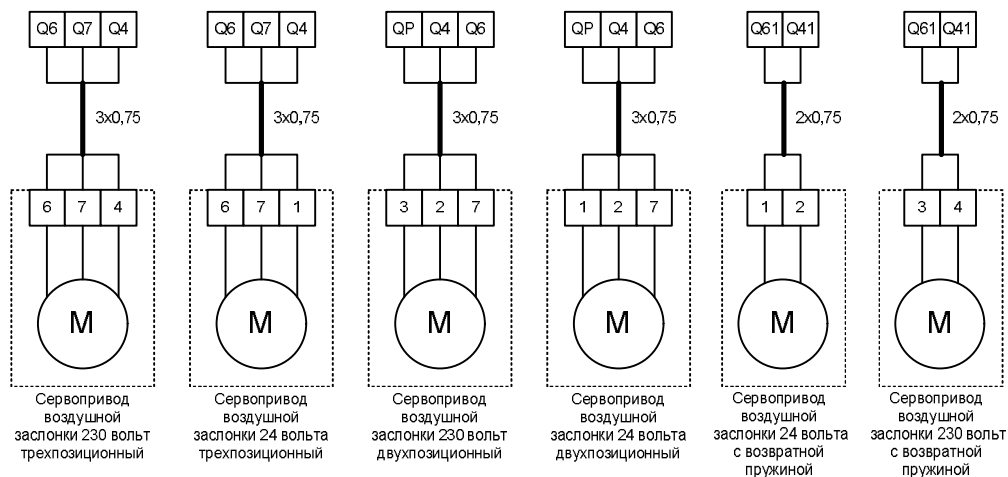 Q6 Q7 Q4 Q6 Q7 Q4 QP Q4 Q6 QP Q4 Q6 Q61 Q41 Q61 Q41
3x0,75 3x0,75 3x0,75 3x0,75 2x0,75 2x0,75
6 7 4 6 7 1 3 2 7 1 2 7 1 2 3 4
M M M M M M
Сервопривод
воздушной
заслонки 230 вольт
трехпозиционный
Сервопривод
воздушной
заслонки 24 вольта
трехпозиционный
Сервопривод
воздушной
заслонки 230 вольт
двухпозиционный
Сервопривод
воздушной
заслонки 24 вольта
двухпозиционный
Сервопривод
воздушной
заслонки 24 вольта
с возвратной
пружиной
Сервопривод
воздушной
заслонки 230 вольт
с возвратной
пружиной